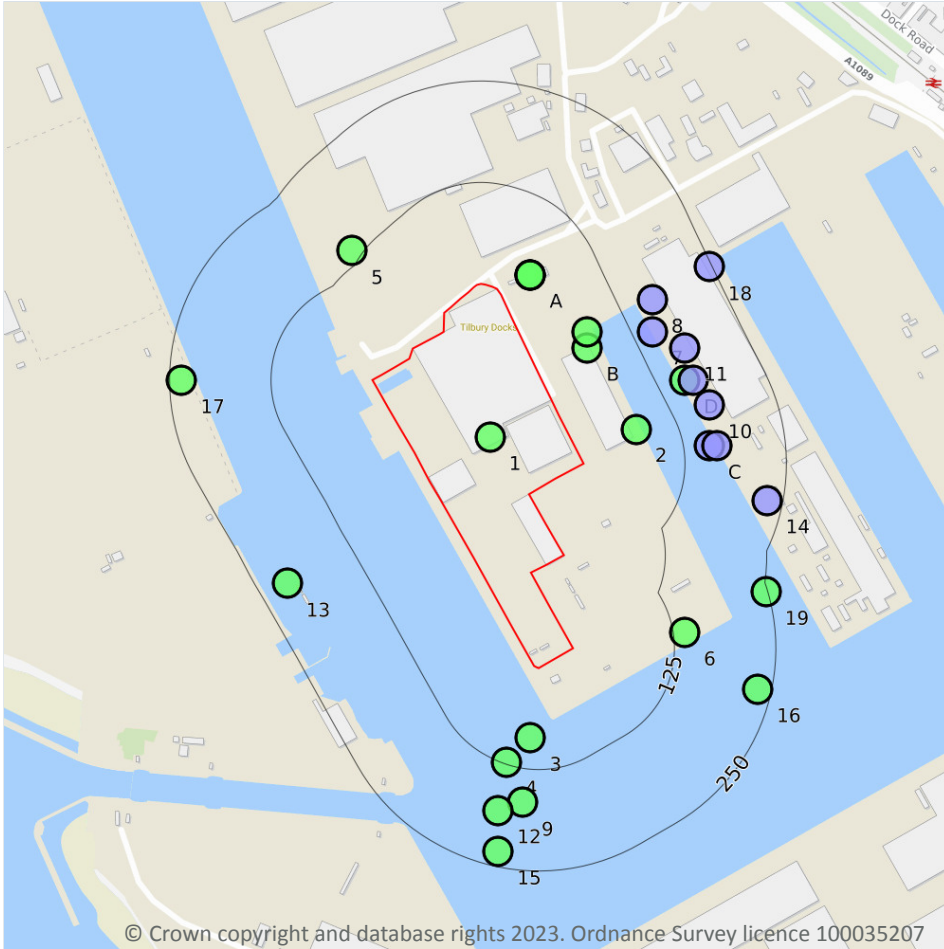 Dock Road
A1089
5
A
18
Tilbury Docks
8
7
B
11
17
D
10
2
1
C
14
13
19
6
125
16
3
250
4
9
12
15
© Crown copyright and database rights 2023. Ordnance Survey licence 100035207